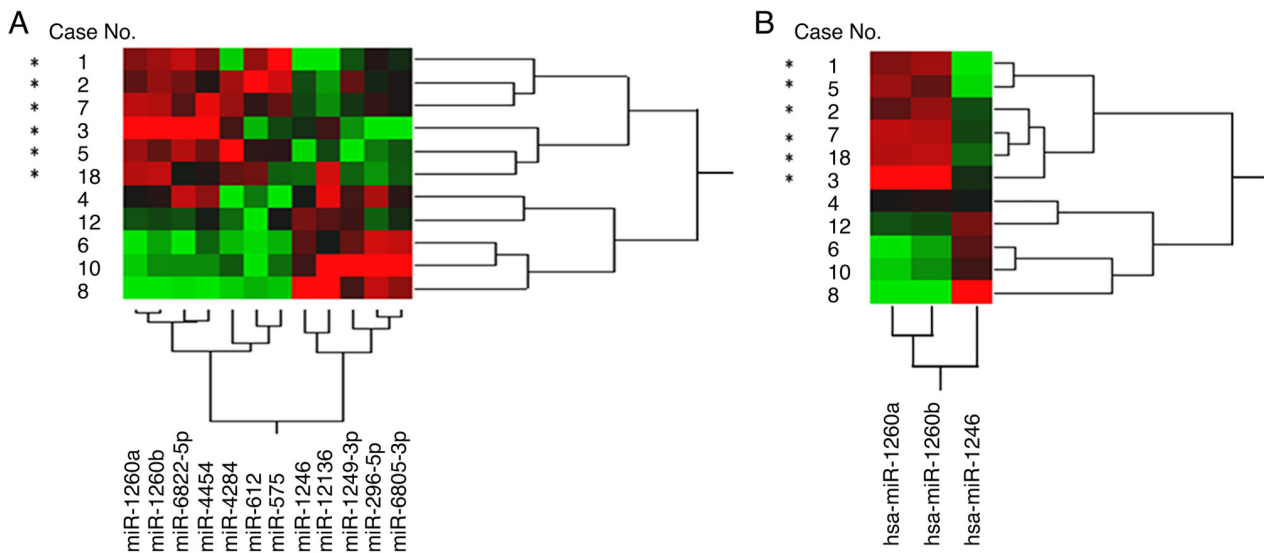 A
Case No.
* 1
* 2
* 7
* 3
* 5
* 18
4
12
6
10
8
miR-1260a
miR-1260b
miR-6822-5p
miR-4454
miR-4284
miR-612
miR-575
miR-1246
miR-12136
miR-1249-3p
miR-296-5p
miR-6805-3p
B
Case No.
* 1
* 5
* 2
* 7
* 18
* 3
4
12
6
10
8
hsa-miR-1260a
hsa-miR-1260b
hsa-miR-1246